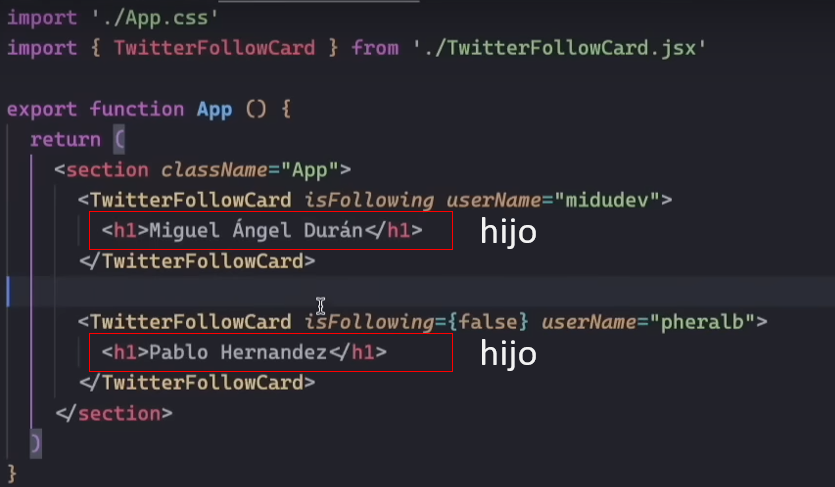 import './App.css'
import { TwitterFollowCard } from './TwitterFollowCard.jsx'
export function App () {
return (
<section className="App">
<TwitterFollowCard isFollowing userName="midudev">
<h1>Miguel Ángel Durán</h1> hijo
</TwitterFollowCard>
<TwitterFollowCard isFollowing={false} userName="pheralb">
<h1>Pablo Hernandez</h1> hijo
</TwitterFollowCard>
</section>
)
}